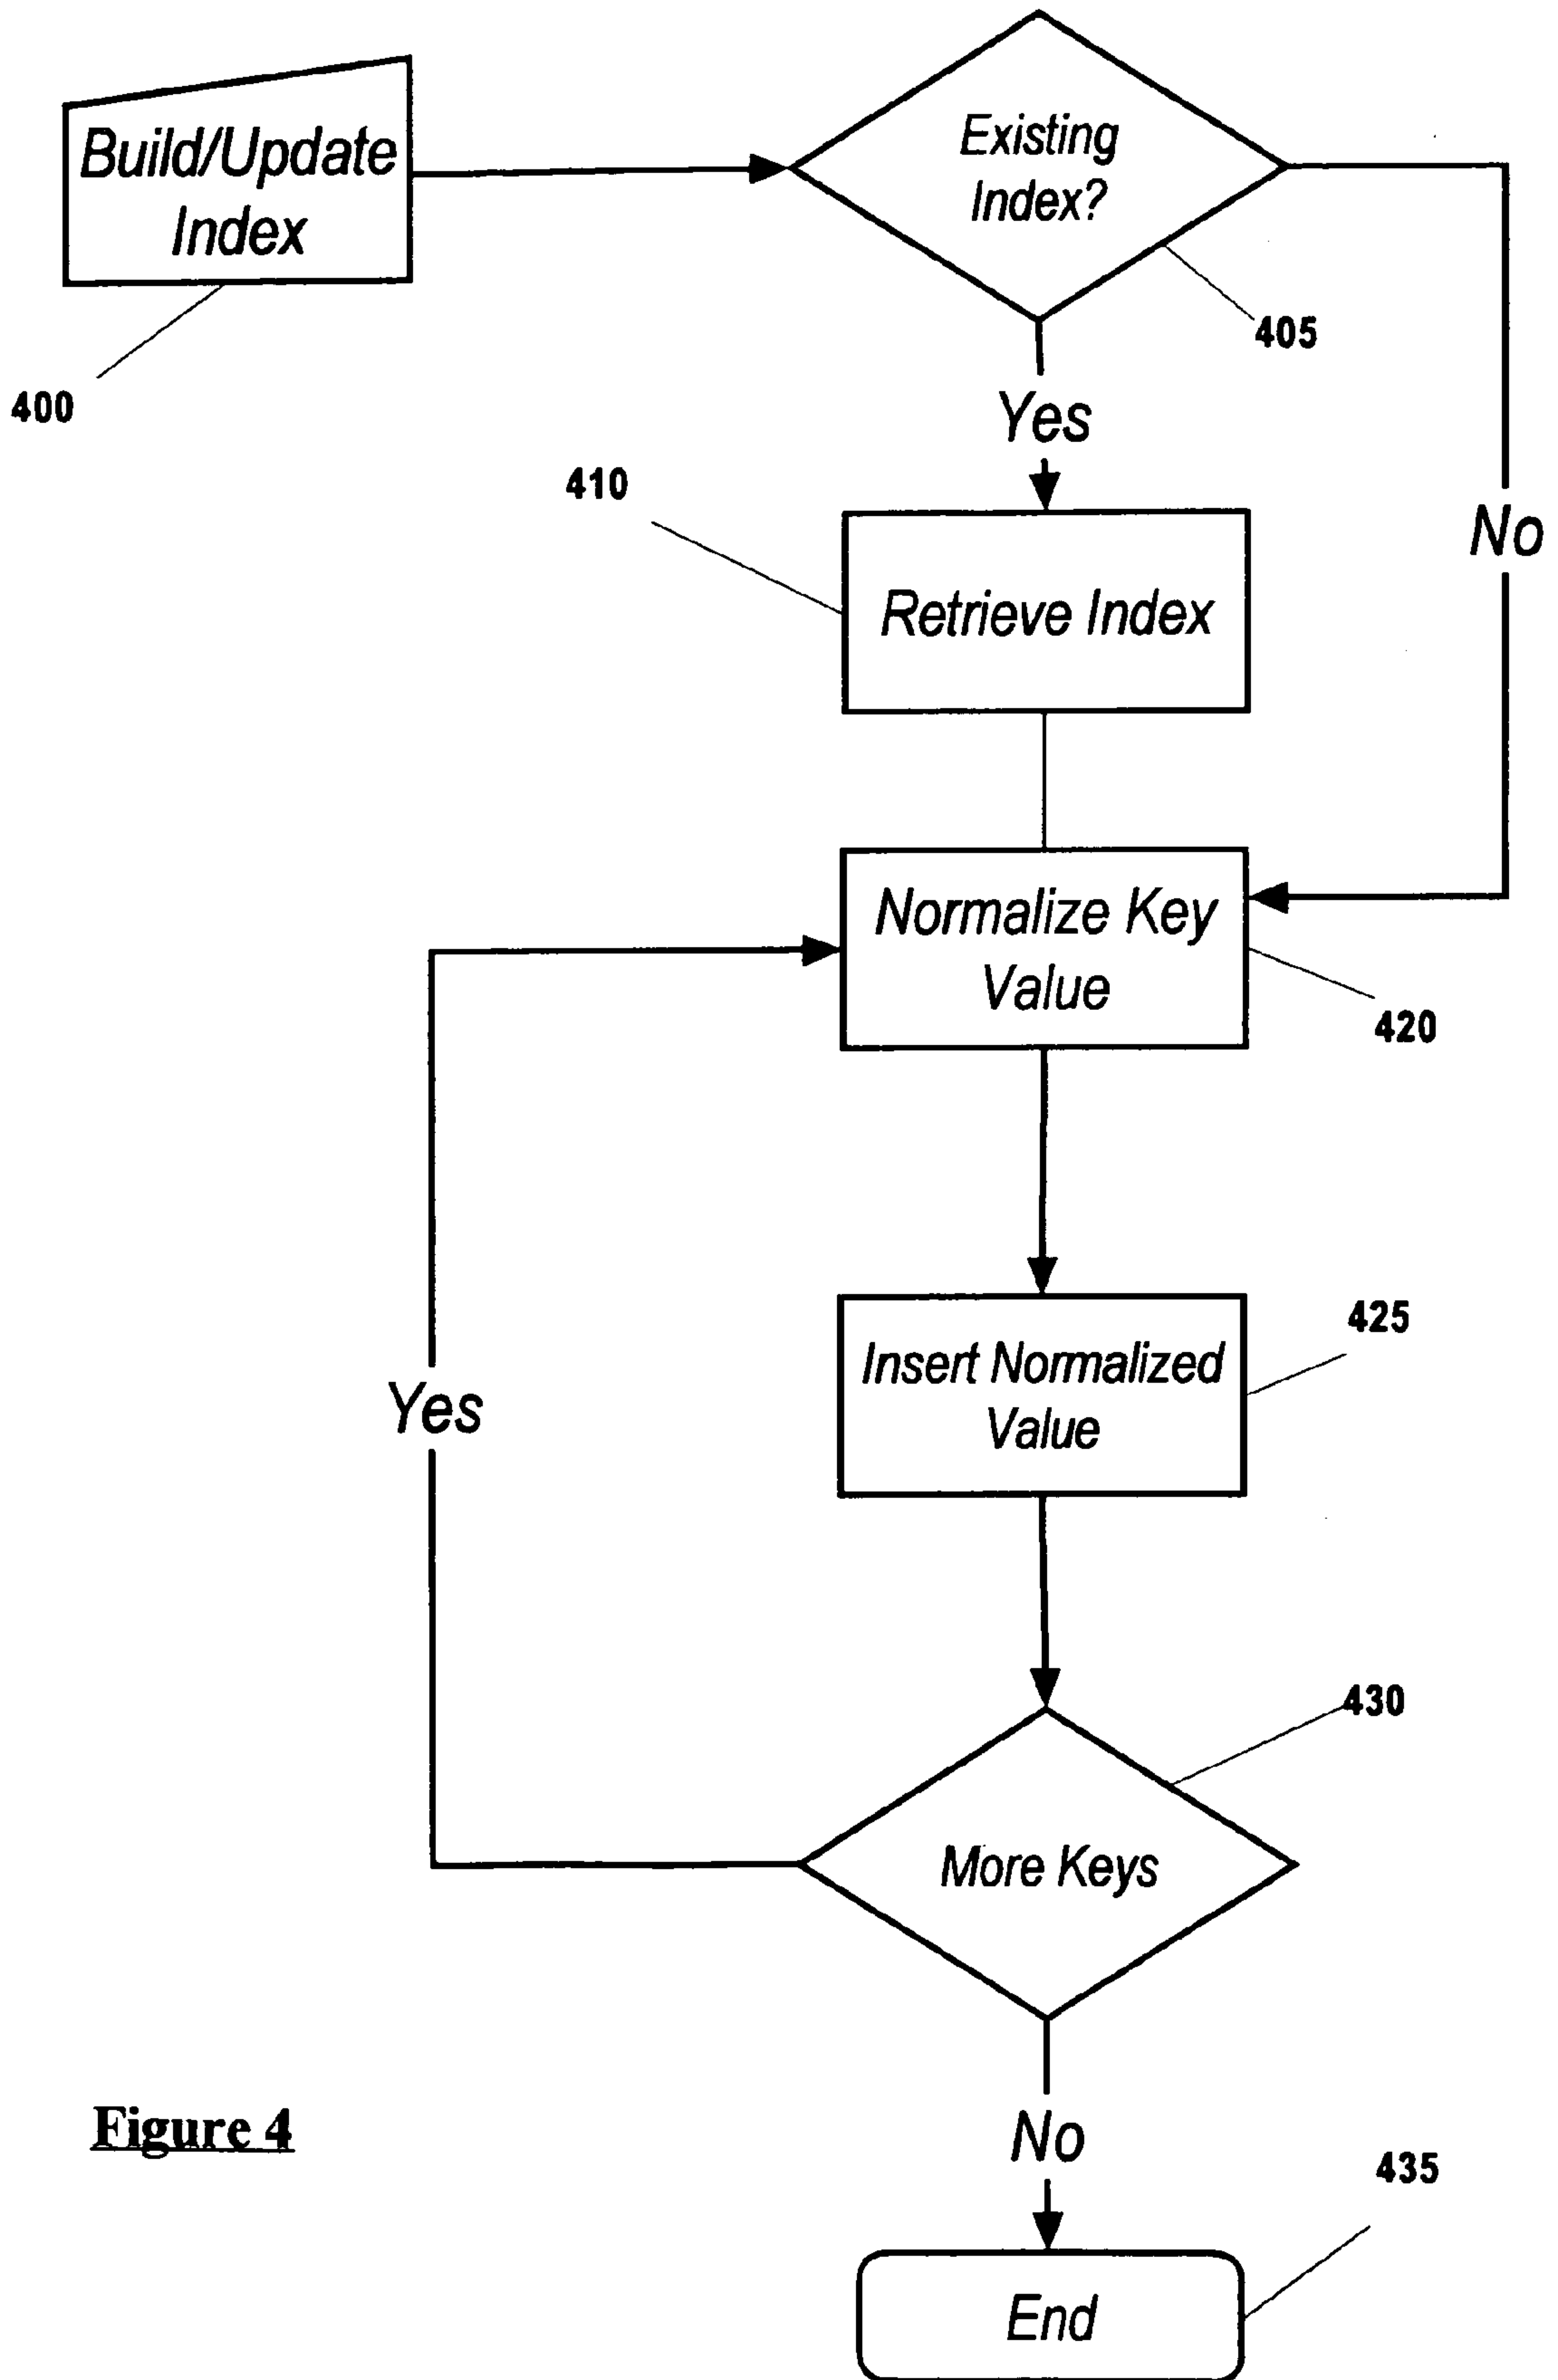 Build/Update
Index
400
Existing
Index?
405
Yes
No
410
Retrieve Index
Normalize Key
Value
420
Insert Normalized
Value
425
Yes
430
More Keys
No
Figure 4
435
End